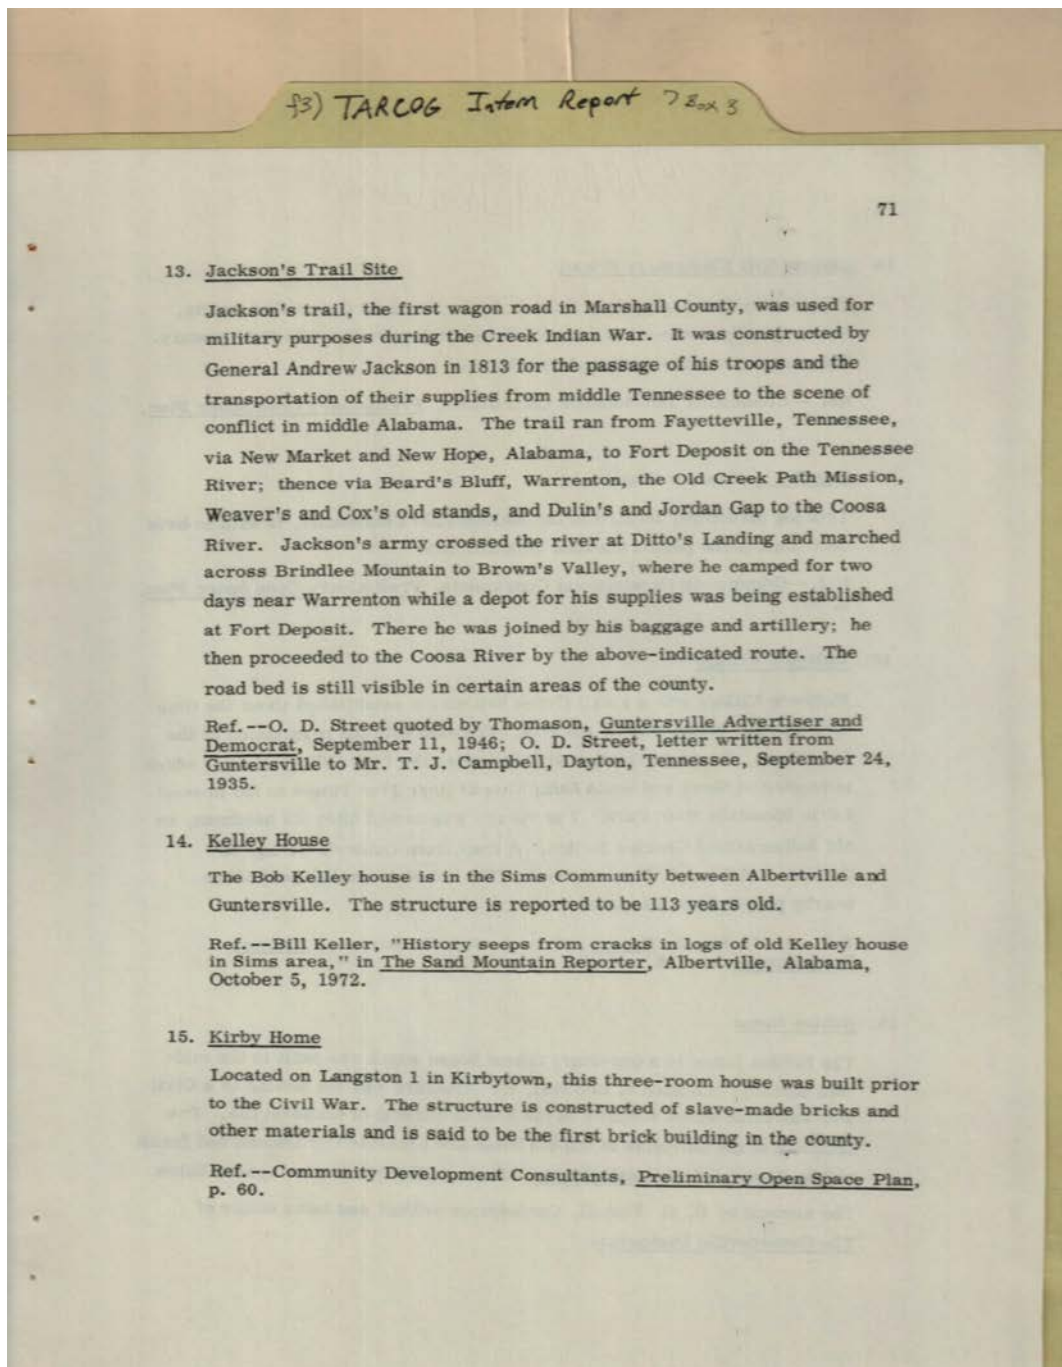 f3) TARCOG Intern Report 7 Box 3
71
13. Jackson's Trail Site
Jackson's trail, the first wagon road in Marshall County, was used for
military purposes during the Creek Indian War. It was constructed by
General Andrew Jackson in 1813 for the passage of his troops and the
transportation of their supplies from middle Tennessee to the scene of
conflict in middle Alabama. The trail ran from Fayetteville, Tennessee,
via New Market and New Hope, Alabama, to Fort Deposit on the Tennessee
River; thence via Beard's Bluff, Warrenton, the Old Creek Path Mission,
Weaver's and Cox's old stands, and Dulin's and Jordan Gap to the Coosa
River. Jackson's army crossed the river at Ditto's Landing and marched
across Brindlee Mountain to Brown's Valley, where he camped for two
days near Warrenton while a depot for his supplies was being established
at Fort Deposit. There he was joined by his baggage and artillery; he
then proceeded to the Coosa River by the above-indicated route. The
road bed is still visible in certain areas of the county.
Ref.--O. D. Street quoted by Thomason, Guntersville Advertiser and
Democrat, September 11, 1946; O. D. Street, letter written from
Guntersville to Mr. T. J. Campbell, Dayton, Tennessee, September 24,
1935.
14. Kelley House
The Bob Kelley house is in the Sims Community between Albertville and
Guntersville. The structure is reported to be 113 years old.
Ref.--Bill Keller, "History seeps from cracks in logs of old Kelley house
in Sims area," in The Sand Mountain Reporter, Albertville, Alabama,
October 5, 1972.
15. Kirby Home
Located on Langston 1 in Kirbytown, this three-room house was built prior
to the Civil War. The structure is constructed of slave-made bricks and
other materials and is said to be the first brick building in the county.
Ref.--Community Development Consultants, Preliminary Open Space Plan,
p. 60.